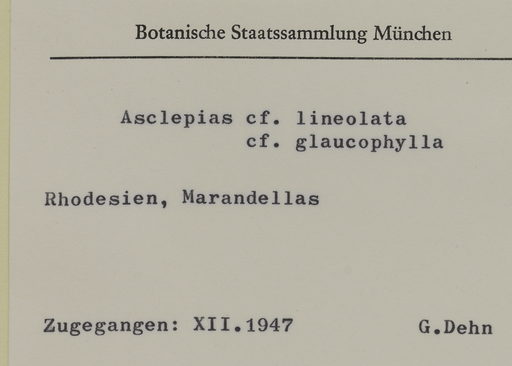 Botanische Staatssammlung München
Asclepias cf. lineolata
cf. glaucophylla
Rhodesien, Marandellas
Zugegangen: XII.1947 G.Dehn